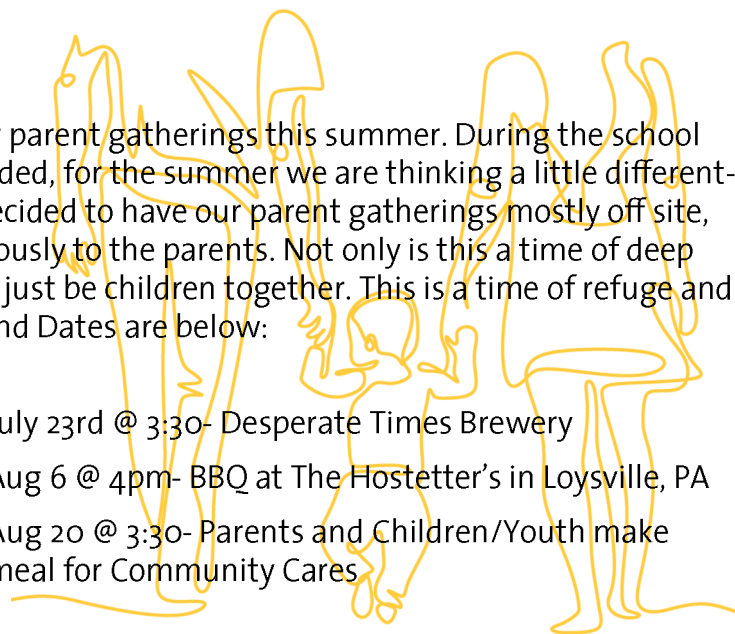 parent gatherings this summer. During the school
ded, for the summer we are thinking a little different-
ecided to have our parent gatherings mostly off site,
ously to the parents. Not only is this a time of deep
just be children together. This is a time of refuge and
nd Dates are below:
uly 23rd @ 3:30- Desperate Times Brewery
Aug 6 @ 4pm- BBQ at The Hostetter's in Loysville, PA
Aug 20 @ 3:30- Parents and Children/Youth make
meal for Community Cares